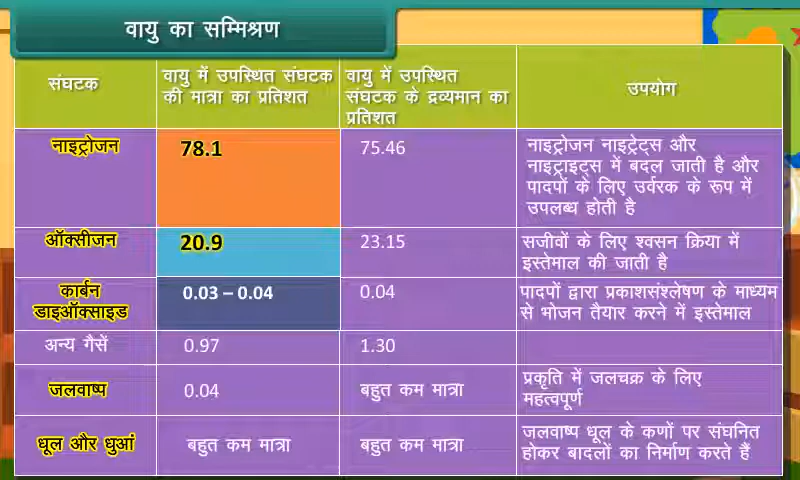 वायु का सम्मिश्रण
संघटक
वायु में उपस्थित संघटक
की मात्रा का प्रतिशत
वायु में उपस्थित
संघटक के द्रव्यमान का
प्रतिशत
उपयोग
नाइट्रोजन
78.1
75.46
नाइट्रोजन नाइट्रेट्स और
नाइट्राइट्स में बदल जाती है और
पादपों के लिए उर्वरक के रूप में
उपलब्ध होती है
ऑक्सीजन
20.9
23.15
सजीवों के लिए श्वसन क्रिया में
इस्तेमाल की जाती है
कार्बन
डाइऑक्साइड
0.03 – 0.04
0.04
पादपों द्वारा प्रकाशसंश्लेषण के माध्यम
से भोजन तैयार करने में इस्तेमाल
अन्य गैसें
0.97
1.30
जलवाष्प
0.04
बहुत कम मात्रा
प्रकृति में जलचक्र के लिए
महत्वपूर्ण
धूल और धुआं
बहुत कम मात्रा
बहुत कम मात्रा
जलवाष्प धूल के कणों पर संघनित
होकर बादलों का निर्माण करते हैं